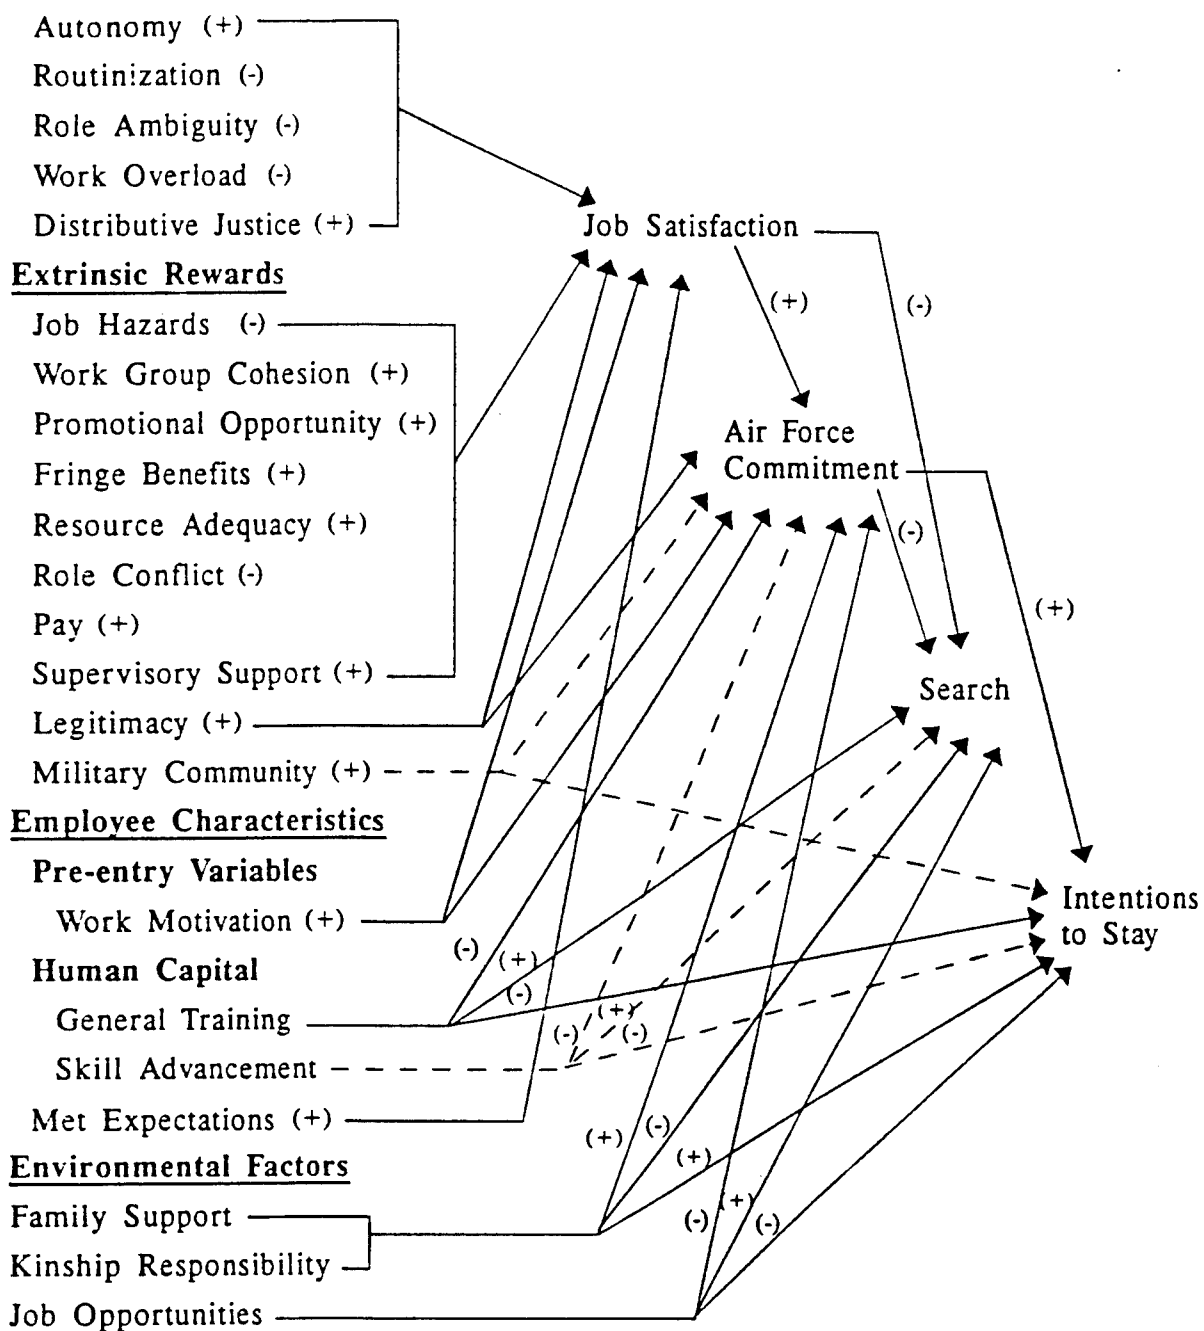 Autonomy (+)
Routinization (-)
Role Ambiguity (-)
Work Overload (-)
Distributive Justice (+)
Job Satisfaction
Extrinsic Rewards
Job Hazards (-)
(+)
(-)
Work Group Cohesion (+)
Promotional Opportunity (+)
Air Force
Commitment
Fringe Benefits (+)
Resource Adequacy (+)
(-)
Role Conflict (-)
Pay (+)
(+)
Supervisory Support (+)
Search
Legitimacy (+)
Military Community (+)
Employee Characteristics
Pre-entry Variables
Intentions
to Stay
Work Motivation (+)
(-)
(+)
Human Capital
(-)
General Training
(+)
(-)
(-)
Skill Advancement
Met Expectations (+)
(+)
(-)
(+)
Environmental Factors
Family Support
(-)
(+)
(-)
Kinship Responsibility
Job Opportunities